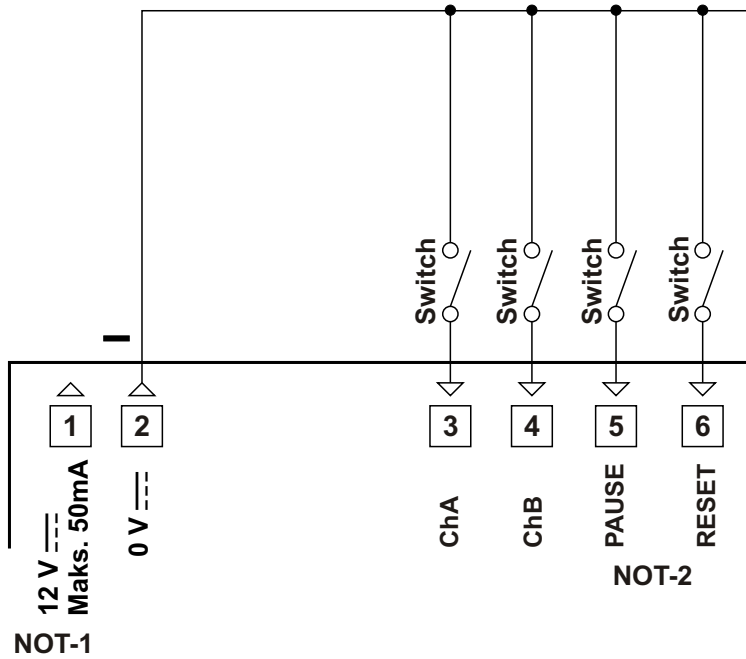 Switch
Switch
Switch
Switch
1
2
3
4
5
6
12 V
Maks. 50mA
0 V
ChA
ChB
PAUSE
RESET
NOT-2
NOT-1